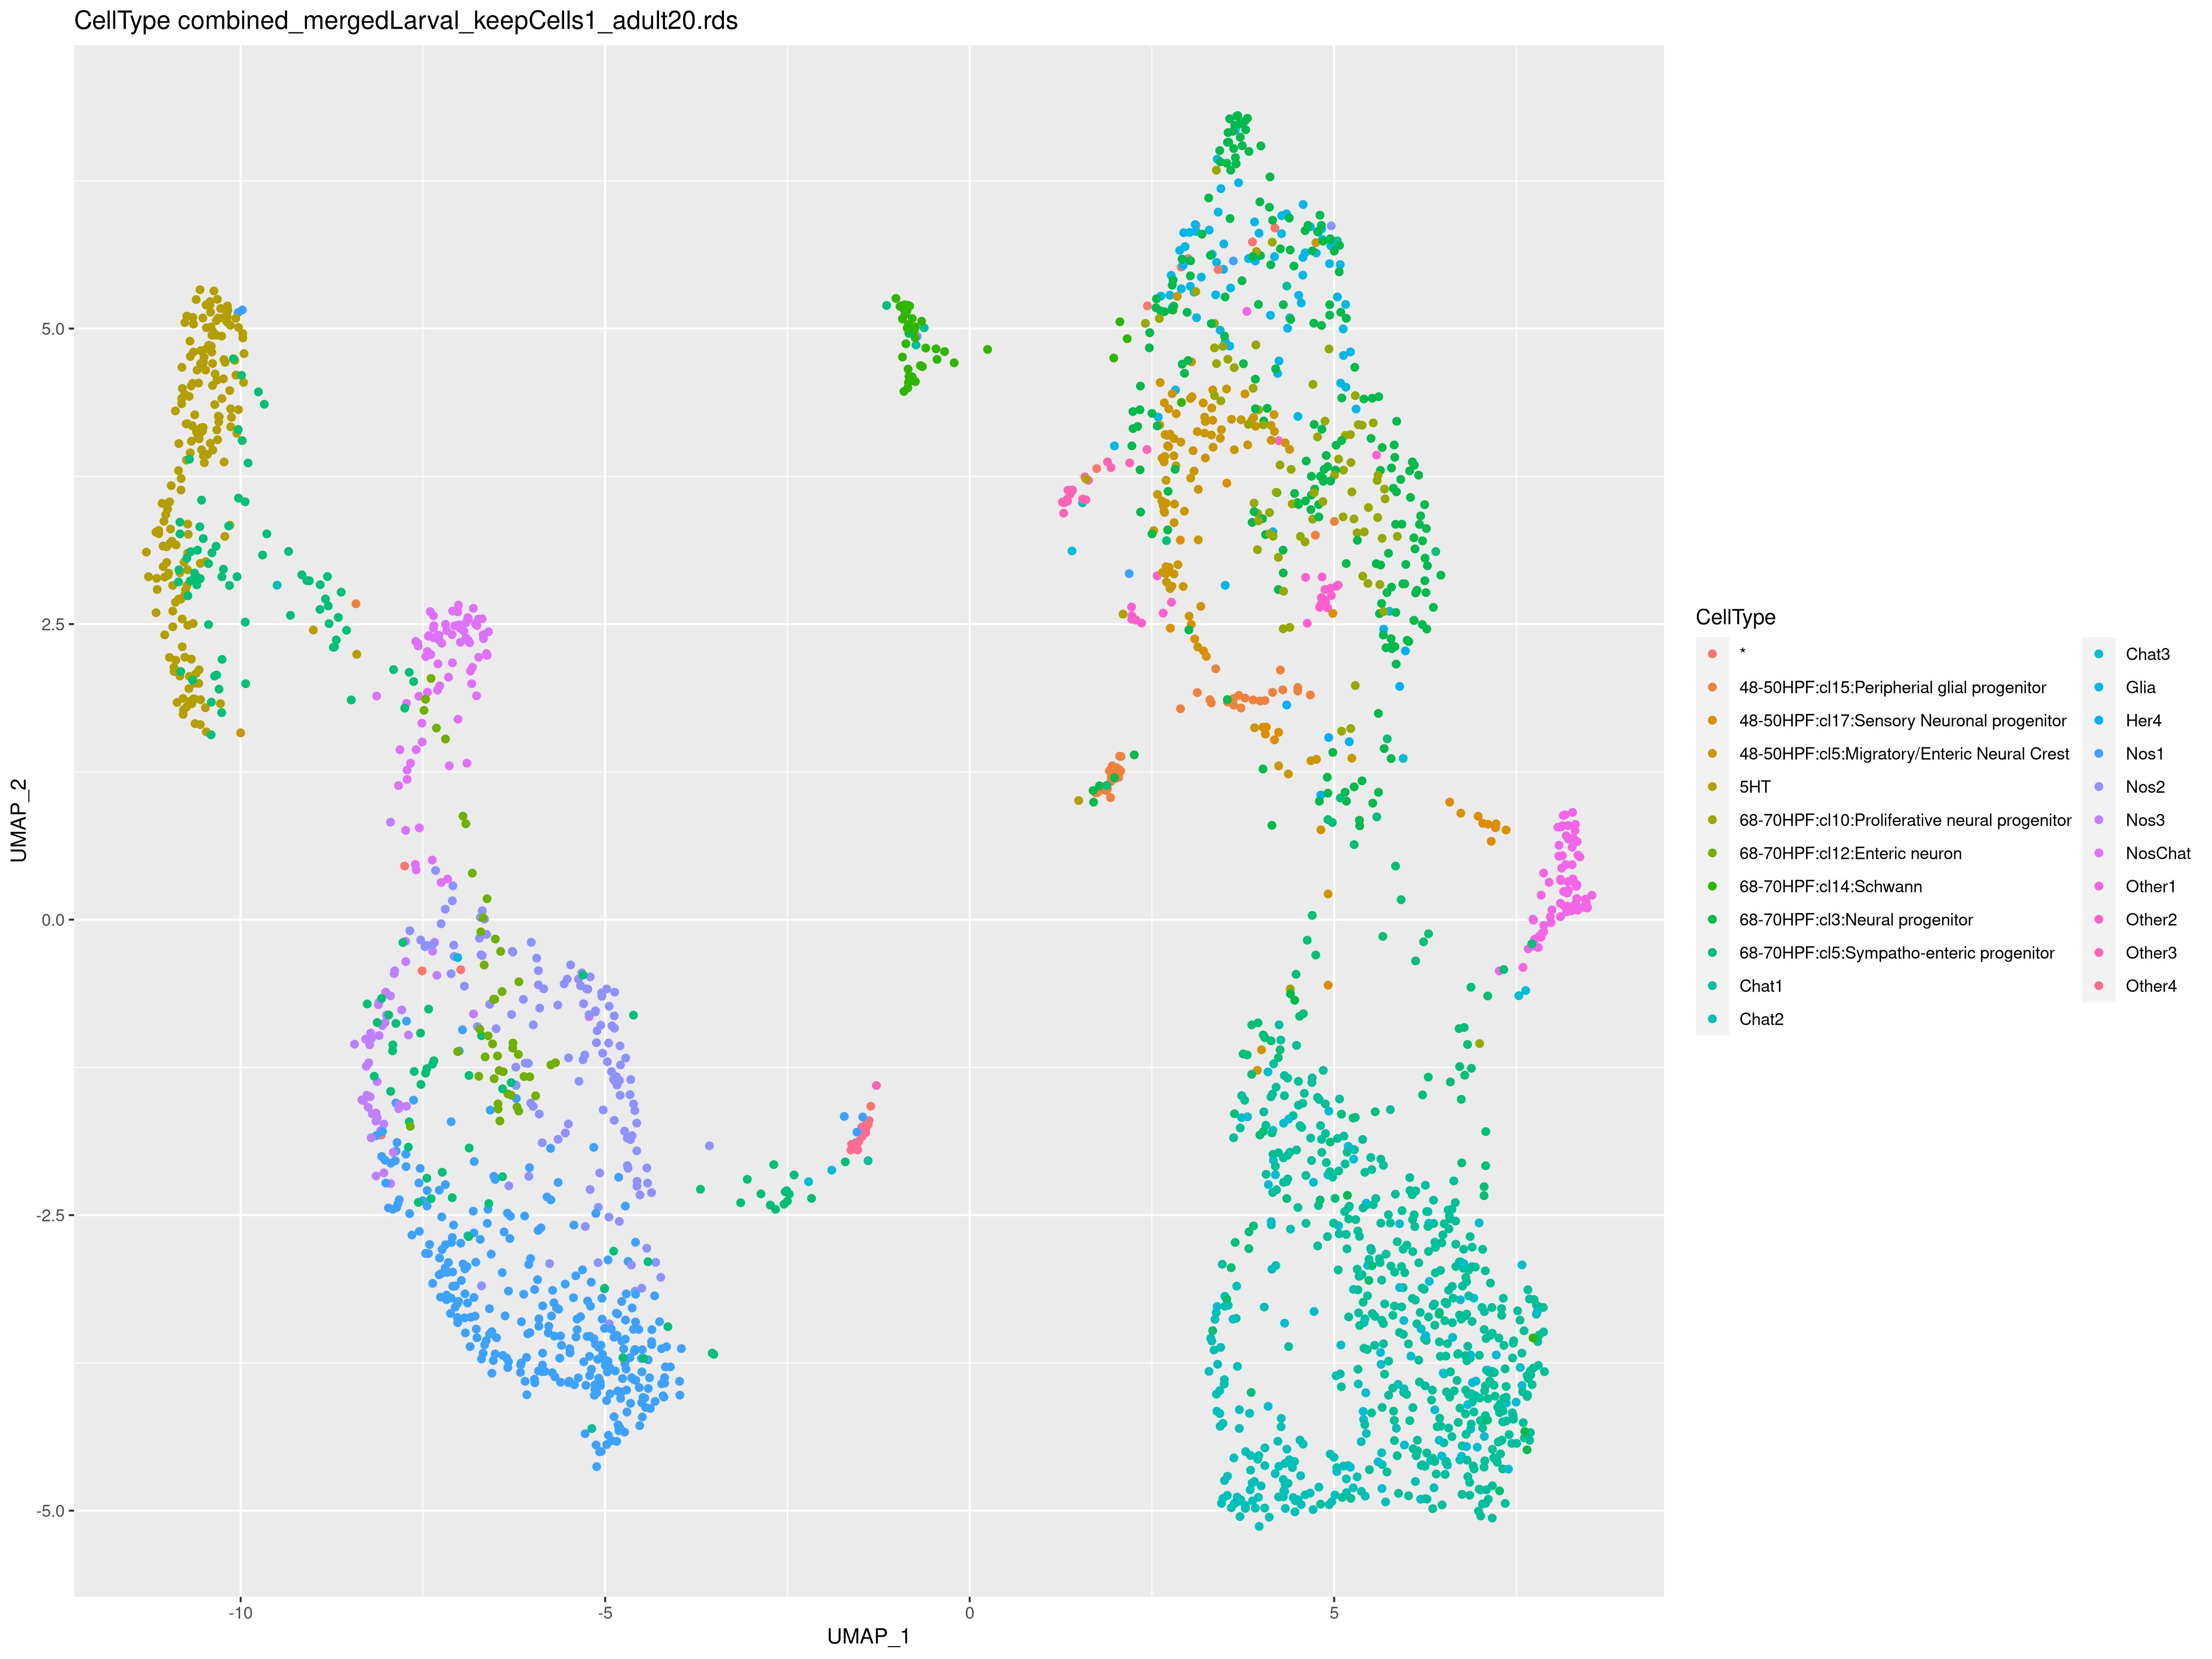 CellType combined_mergedLarval_keepCells1_adult20.rds
5.0
2.5
0.0
-2.5
-5.0
UMAP_2
-10
-5
0
5
UMAP_1
CellType
*
48-50HPF:cl15:Peripherial glial progenitor
48-50HPF:cl17:Sensory Neuronal progenitor
48-50HPF:cl5:Migratory/Enteric Neural Crest
5HT
68-70HPF:cl10:Proliferative neural progenitor
68-70HPF:cl12:Enteric neuron
68-70HPF:cl14:Schwann
68-70HPF:cl3:Neural progenitor
68-70HPF:cl5:Sympatho-enteric progenitor
Chat1
Chat2
Chat3
Glia
Her4
Nos1
Nos2
Nos3
NosChat
Other1
Other2
Other3
Other4